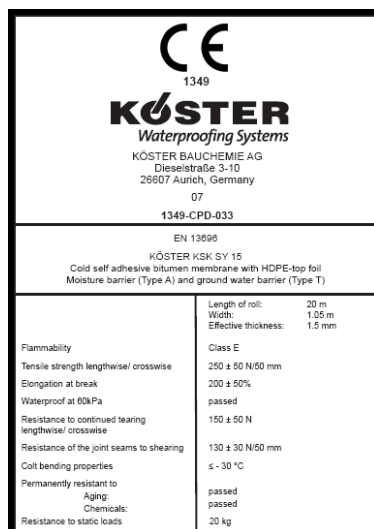 CE
1349
KÖSTER
Waterproofing Systems
KÖSTER BAUCHEMIE AG
Dieselstraße 3-10
26607 Aurich, Germany
07
1349-CPD-033
EN 13696
KÖSTER KSK SY 15
Cold self adhesive bitumen membrane with HDPE-top foil
Moisture barrier (Type A) and ground water barrier (Type T)
Length of roll: 20 m
Width: 1.05 m
Effective thickness: 1.5 mm
Flammability Class E
Tensile strength lengthwise/ crosswise 250 ± 50 N/50 mm
Elongation at break 200 ± 50%
Waterproof at 60kPa passed
Resistance to continued tearing 150 ± 50 N
lengthwise/ crosswise
Resistance of the joint seams to shearing 130 ± 30 N/50 mm
Colt bending properties ≤ - 30 °C
Permanently resistant to
Aging: passed
Chemicals: passed
Resistance to static loads 20 kg